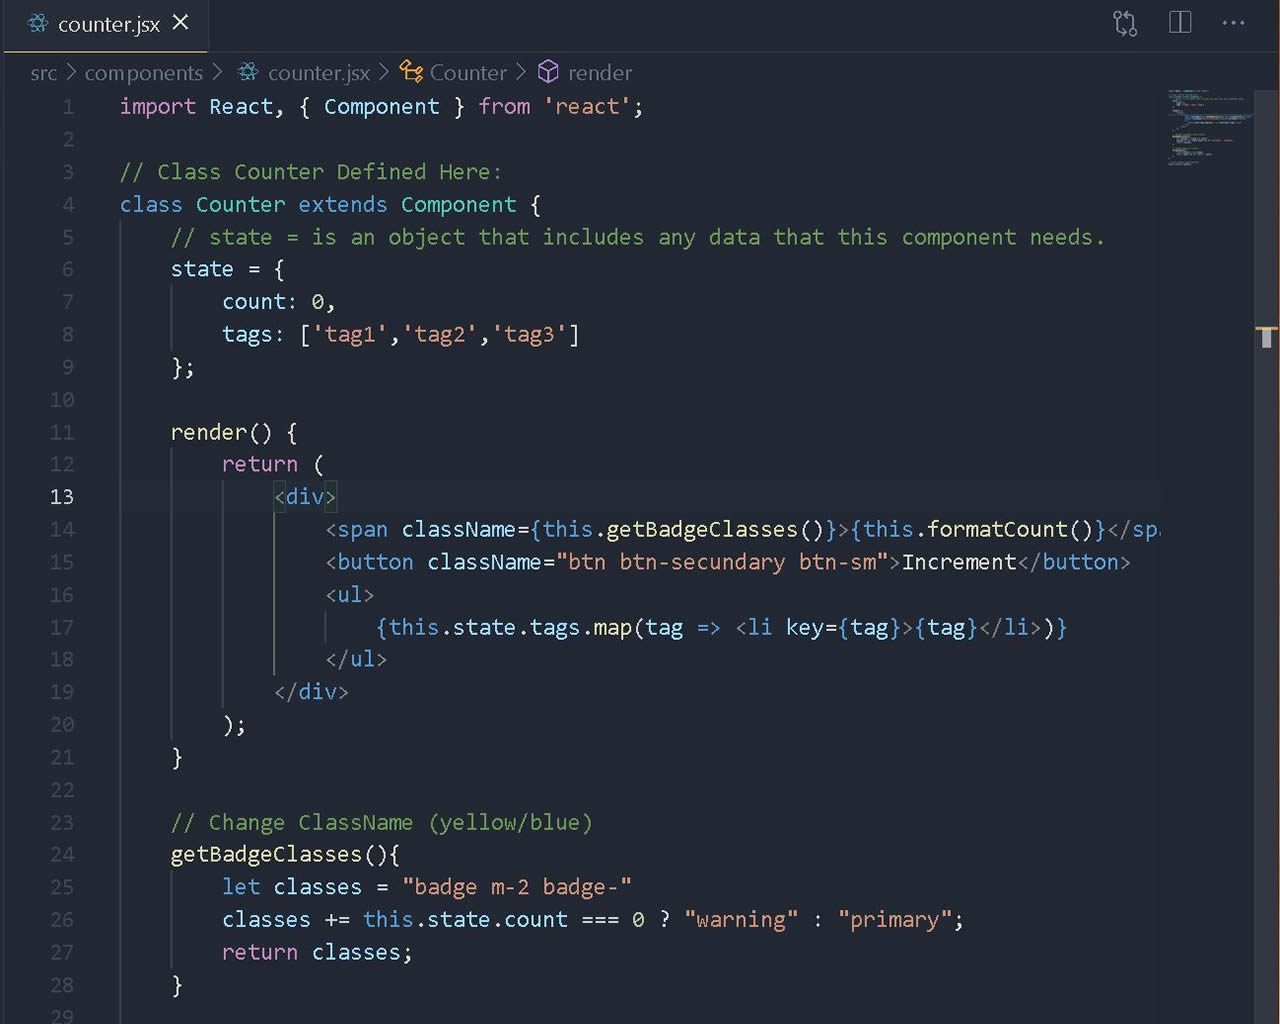 counter.jsx
src > components > counter.jsx > Counter > render
1 import React, { Component } from 'react';
2
3 // Class Counter Defined Here:
4 class Counter extends Component {
5 // state = is an object that includes any data that this component needs.
6 state = {
7 count: 0,
8 tags: ['tag1','tag2','tag3']
9 };
10
11 render() {
12 return (
13 <div>
14 <span className={this.getBadgeClasses()}>{this.formatCount()}</sp
15 <button className="btn btn-secundary btn-sm">Increment</button>
16 <ul>
17 {this.state.tags.map(tag => <li key={tag}>{tag}</li>)}
18 </ul>
19 </div>
20 );
21 }
22
23 // Change ClassName (yellow/blue)
24 getBadgeClasses(){
25 let classes = "badge m-2 badge-"
26 classes += this.state.count === 0 ? "warning" : "primary";
27 return classes;
28 }
29